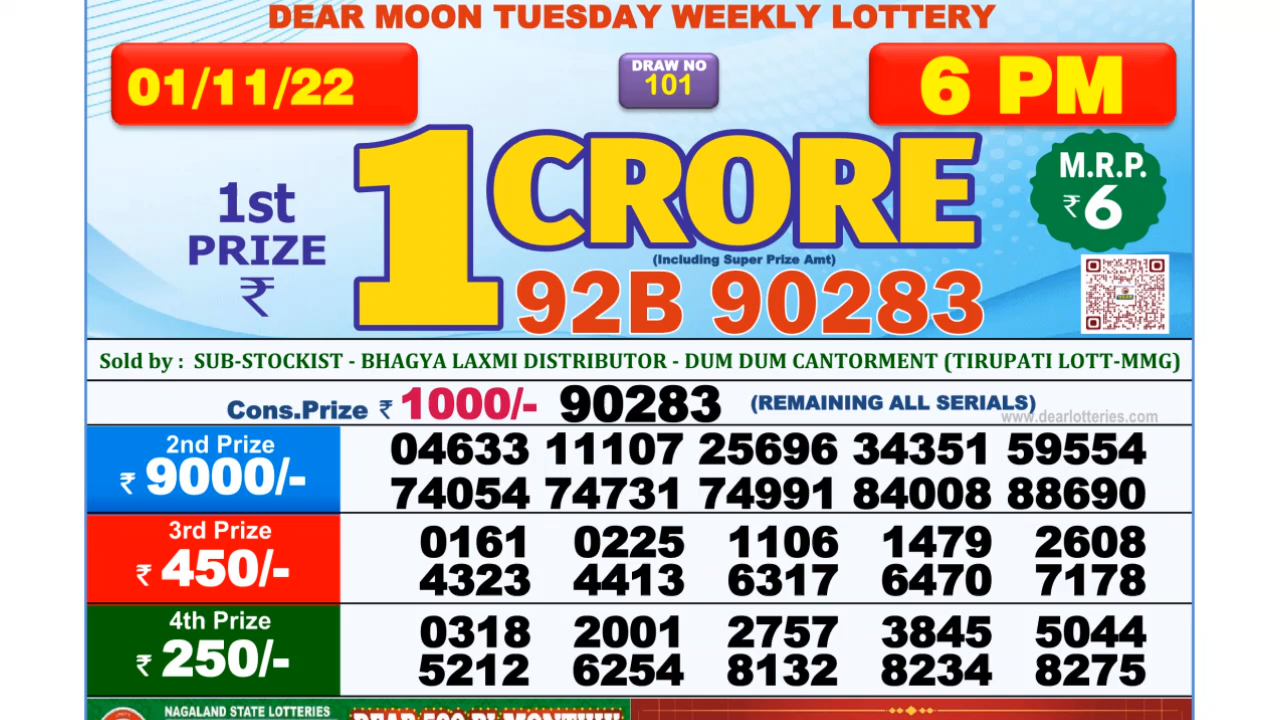 DEAR MOON TUESDAY WEEKLY LOTTERY
01/11/22
DRAW NO
101
6 PM
1st
PRIZE
₹
1 CRORE
(Including Super Prize Amt)
92B 90283
M.R.P.
₹ 6
Sold by : SUB-STOCKIST - BHAGYA LAXMI DISTRIBUTOR - DUM DUM CANTORMENT (TIRUPATI LOTT-MMG)
Cons.Prize ₹ 1000/- 90283 (REMAINING ALL SERIALS)
www.dearlotteries.com
2nd Prize
₹ 9000/-
04633 11107 25696 34351 59554
74054 74731 74991 84008 88690
3rd Prize
₹ 450/-
0161 0225 1106 1479 2608
4323 4413 6317 6470 7178
4th Prize
₹ 250/-
0318 2001 2757 3845 5044
5212 6254 8132 8234 8275
NAGALAND STATE LOTTERIES
DEAR 500 BI MONTHLY